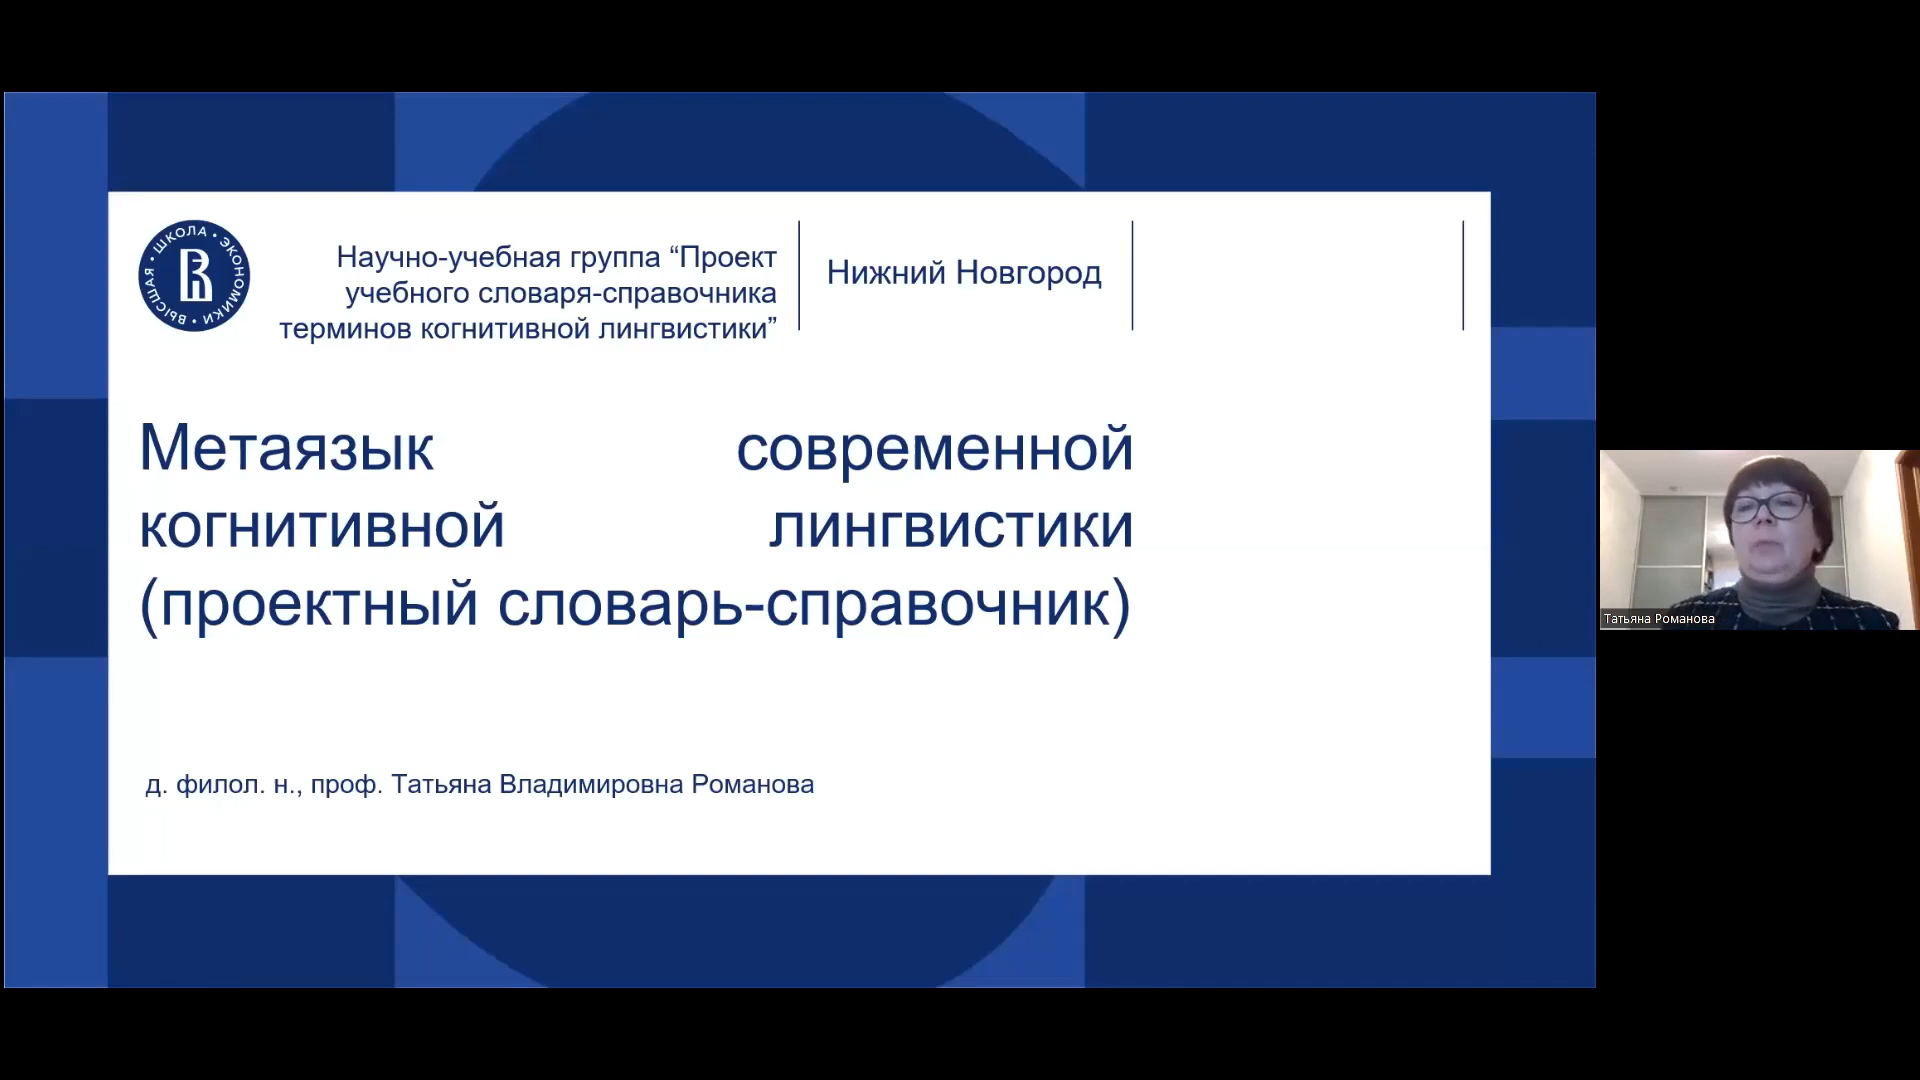 ВЫСШАЯ • ШКОЛА • ЭКОНОМИКИ •
Научно-учебная группа “Проект
учебного словаря-справочника
терминов когнитивной лингвистики”
Нижний Новгород
Метаязык современной
когнитивной лингвистики
(проектный словарь-справочник)
д. филол. н., проф. Татьяна Владимировна Романова
Татьяна Романова